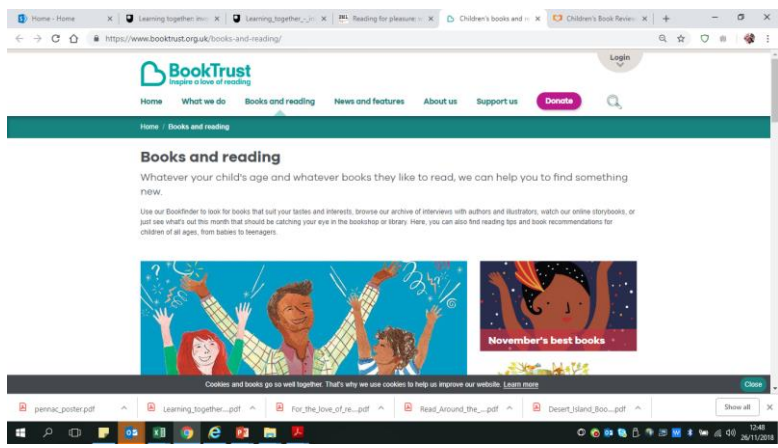 Home - Home
Learning together: inv
Learning_together_-_in
Reading for pleasure: w
Children's books and r
Children's Book Review
https://www.booktrust.org.uk/books-and-reading/
Login
BookTrust
Inspire a love of reading
Home What we do Books and reading News and features About us Support us Donate
Home / Books and reading
Books and reading
Whatever your child's age and whatever books they like to read, we can help you to find something
new.
Use our Bookfinder to look for books that suit your tastes and interests, browse our archive of interviews with authors and illustrators, watch our online storybooks, or
just see what's out this month that should be catching your eye in the bookshop or library. Here, you can also find reading tips and book recommendations for
children of all ages, from babies to teenagers.
November's best books
Cookies and books go so well together. That's why we use cookies to help us improve our website. Learn more
Close
pennac_poster.pdf Learning_together....pdf For_the_love_of_re....pdf Read_Around_the_....pdf Desert_Island_Boo....pdf Show all
12:48
26/11/2018